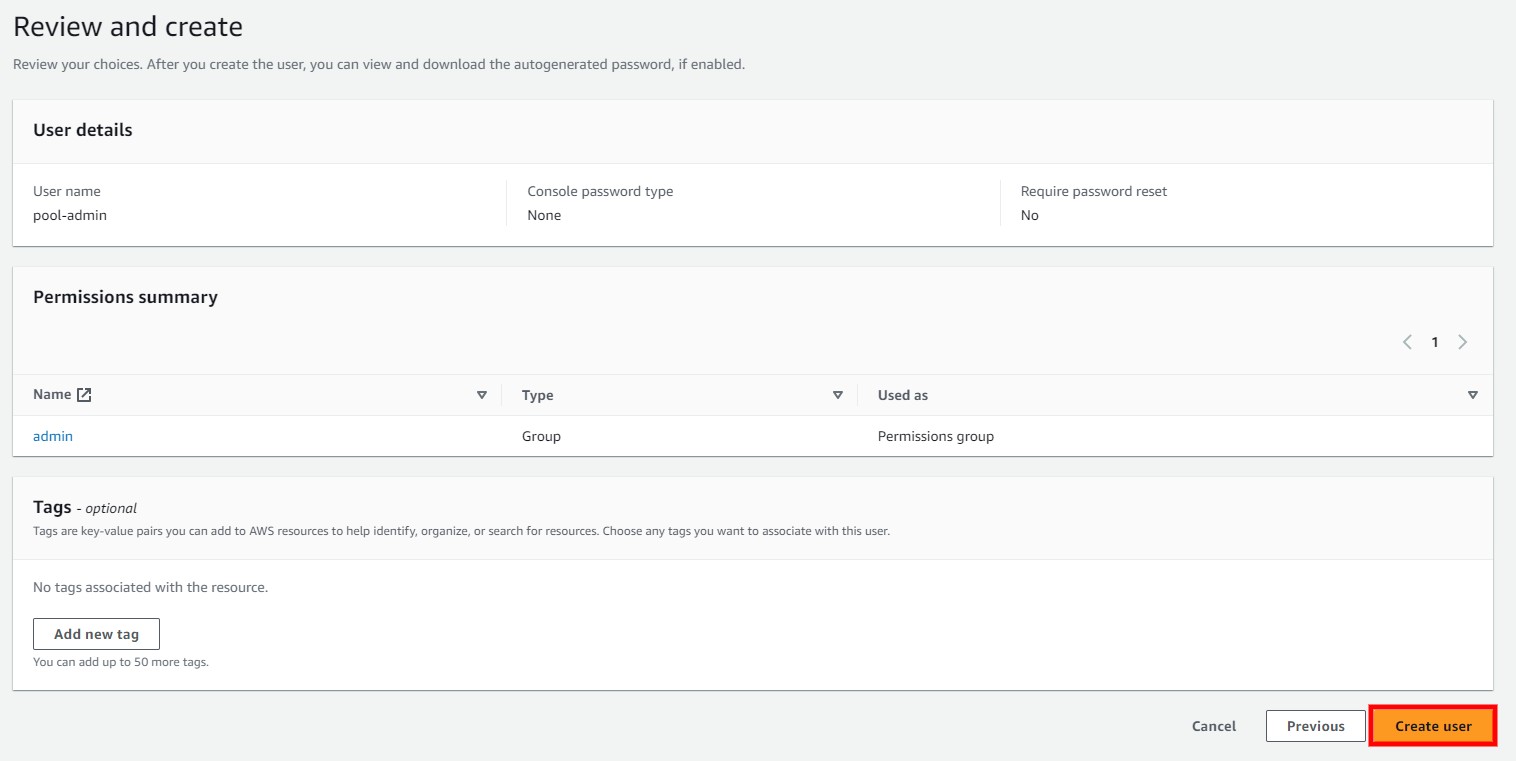 Review and create
Review your choices. After you create the user, you can view and download the autogenerated password, if enabled.
User details
User name
pool-admin
Console password type
None
Require password reset
No
Permissions summary
1
Name Type Used as
admin Group Permissions group
Tags - optional
Tags are key-value pairs you can add to AWS resources to help identify, organize, or search for resources. Choose any tags you want to associate with this user.
No tags associated with the resource.
Add new tag
You can add up to 50 more tags.
Cancel Previous Create user